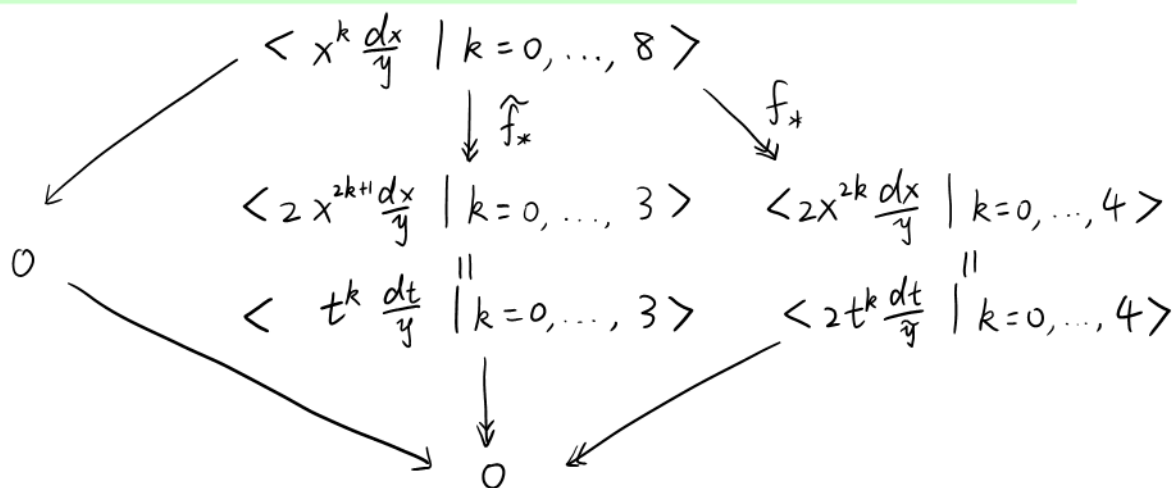 < x^k dx/y | k=0, ..., 8 >
f̃_*
f_*
< 2 x^{2k+1} dx/y | k=0, ..., 3 > < 2x^{2k} dx/y | k=0, ..., 4 >
0
|| ||
< t^k dt/y | k=0, ..., 3 > < 2t^k dt/ỹ | k=0, ..., 4 >
0